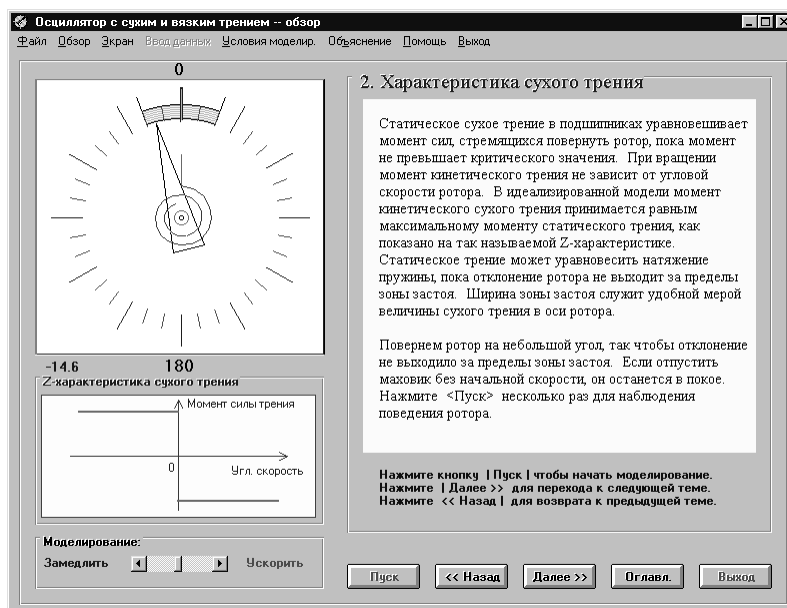 Осциллятор с сухим и вязким трением -- обзор
Файл Обзор Экран Ввод данных Условия моделир. Объяснение Помощь Выход
0
-14.6
180
Z-характеристика сухого трения
Момент силы трения
0
Угл. скорость
Моделирование:
Замедлить Ускорить
2. Характеристика сухого трения
Статическое сухое трение в подшипниках уравновешивает
момент сил, стремящихся повернуть ротор, пока момент
не превышает критического значения. При вращении
момент кинетического трения не зависит от угловой
скорости ротора. В идеализированной модели момент
кинетического сухого трения принимается равным
максимальному моменту статического трения, как
показано на так называемой Z-характеристике.
Статическое трение может уравновесить натяжение
пружины, пока отклонение ротора не выходит за пределы
зоны застоя. Ширина зоны застоя служит удобной мерой
величины сухого трения в оси ротора.
Повернем ротор на небольшой угол, так чтобы отклонение
не выходило за пределы зоны застоя. Если отпустить
маховик без начальной скорости, он останется в покое.
Нажмите <Пуск> несколько раз для наблюдения
поведения ротора.
Нажмите кнопку | Пуск | чтобы начать моделирование.
Нажмите | Далее >> для перехода к следующей теме.
Нажмите << Назад | для возврата к предыдущей теме.
Пуск << Назад Далее >> Оглавл. Выход